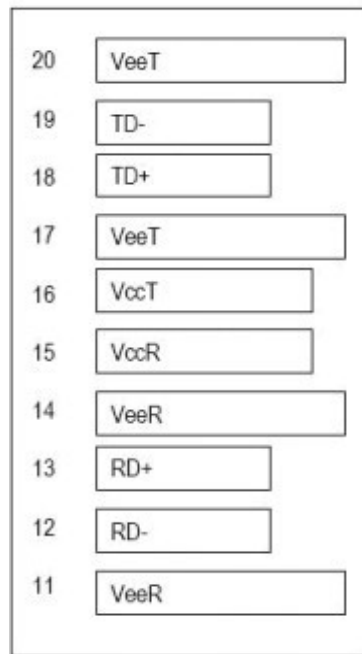 20 VeeT
19 TD-
18 TD+
17 VeeT
16 VccT
15 VccR
14 VeeR
13 RD+
12 RD-
11 VeeR